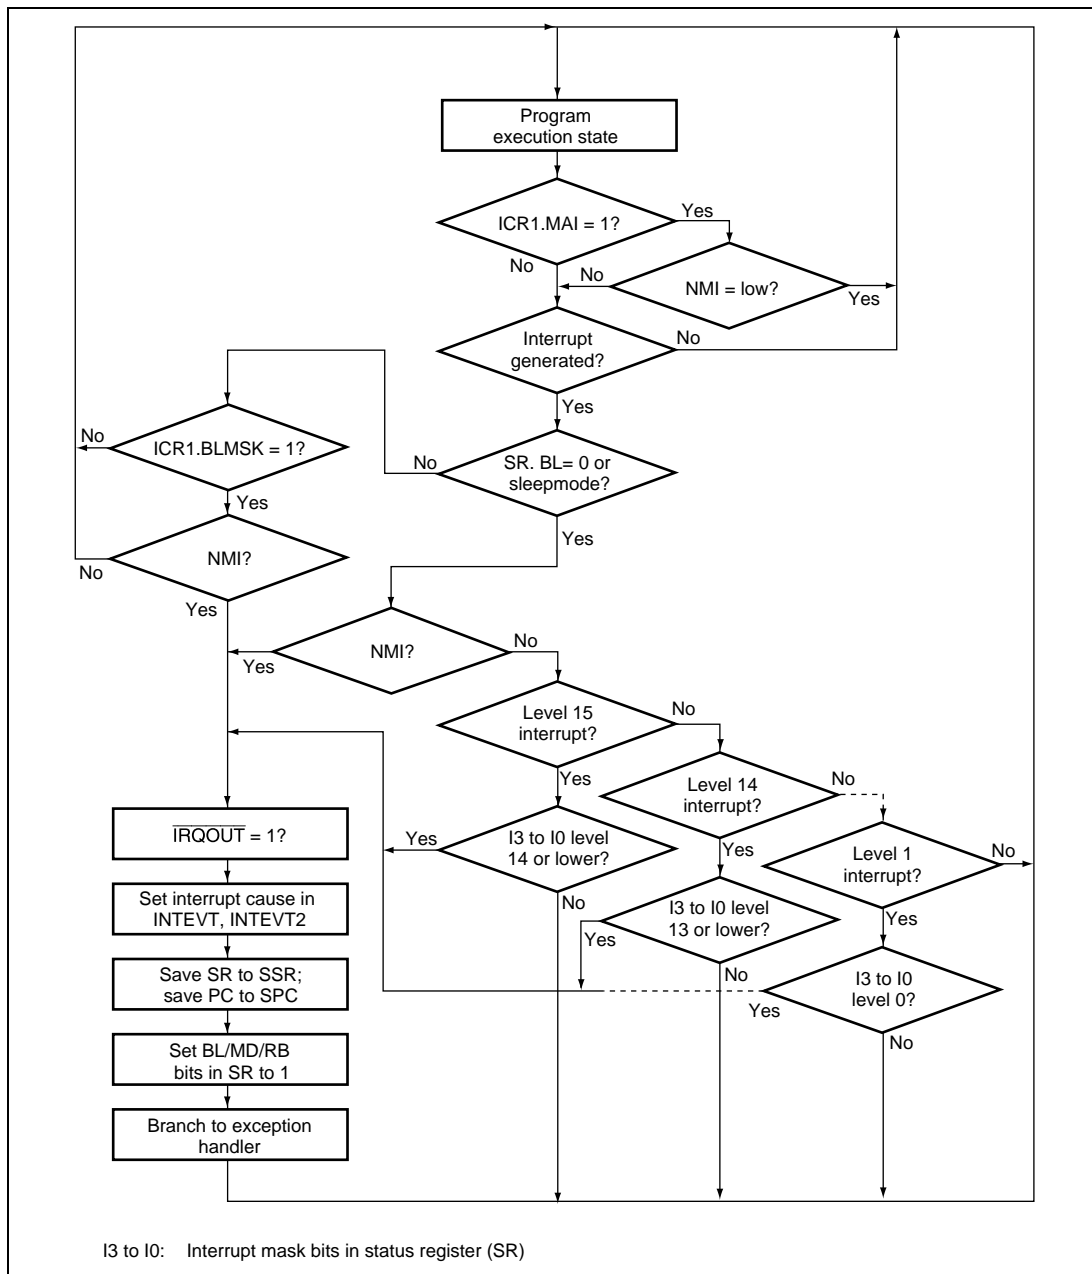 Program
execution state
ICR1.MAI = 1?
Yes
No
NMI = low?
No
Yes
Interrupt
generated?
No
Yes
ICR1.BLMSK = 1?
No
Yes
SR. BL= 0 or
sleepmode?
No
Yes
NMI?
No
Yes
NMI?
Yes
No
Level 15
interrupt?
No
Yes
Level 14
interrupt?
No
Yes
IRQOUT = 1?
I3 to I0 level
14 or lower?
Yes
No
Level 1
interrupt?
No
Yes
Set interrupt cause in
INTEVT, INTEVT2
I3 to I0 level
13 or lower?
Yes
No
Save SR to SSR;
save PC to SPC
I3 to I0
level 0?
Yes
No
Set BL/MD/RB
bits in SR to 1
Branch to exception
handler
I3 to I0: Interrupt mask bits in status register (SR)